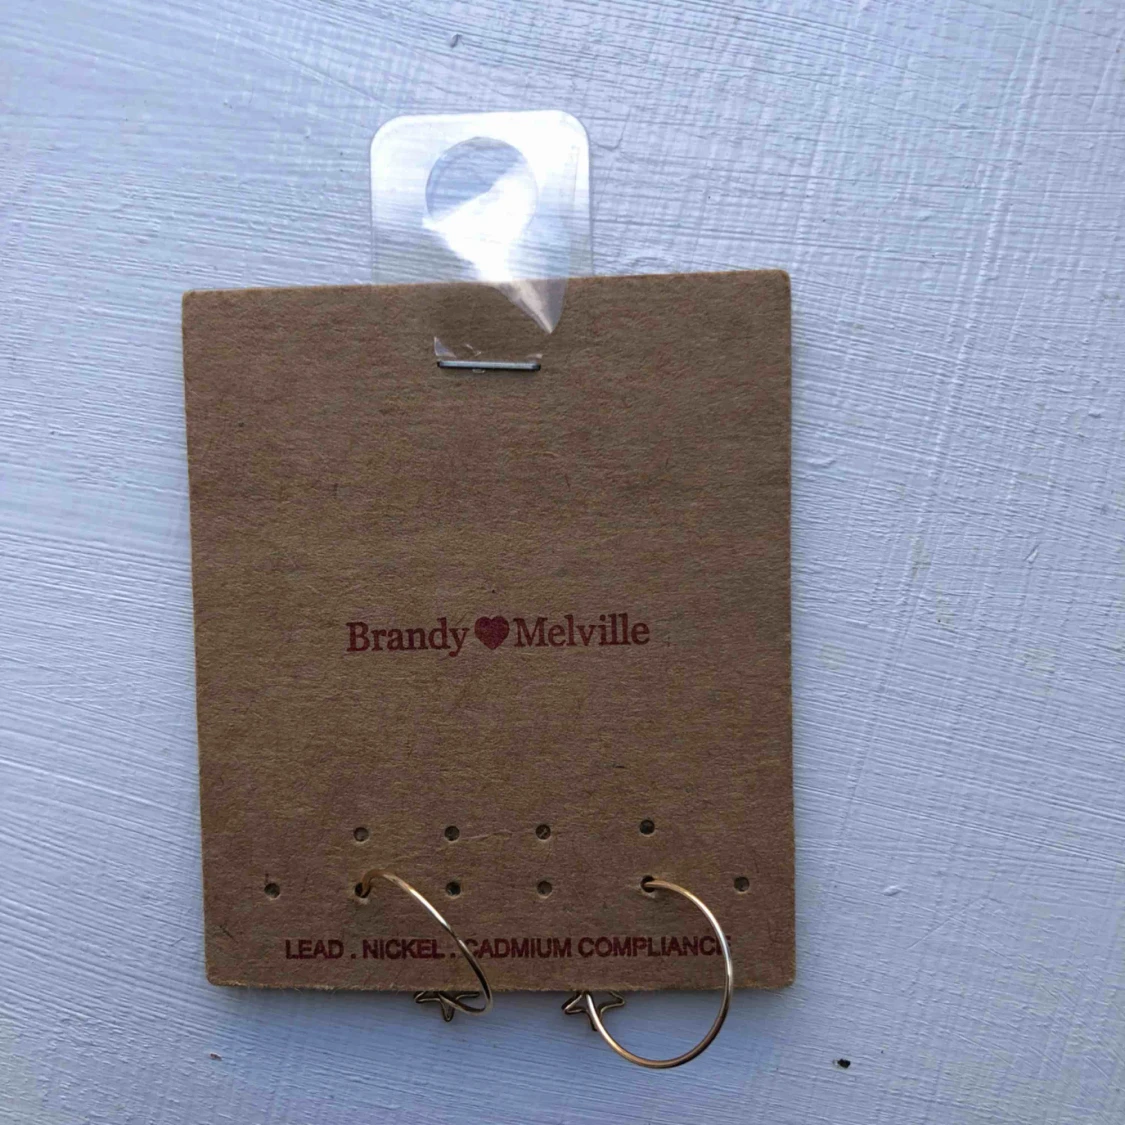 Brandy♥Melville
LEAD . NICKEL . CADMIUM COMPLIANCE